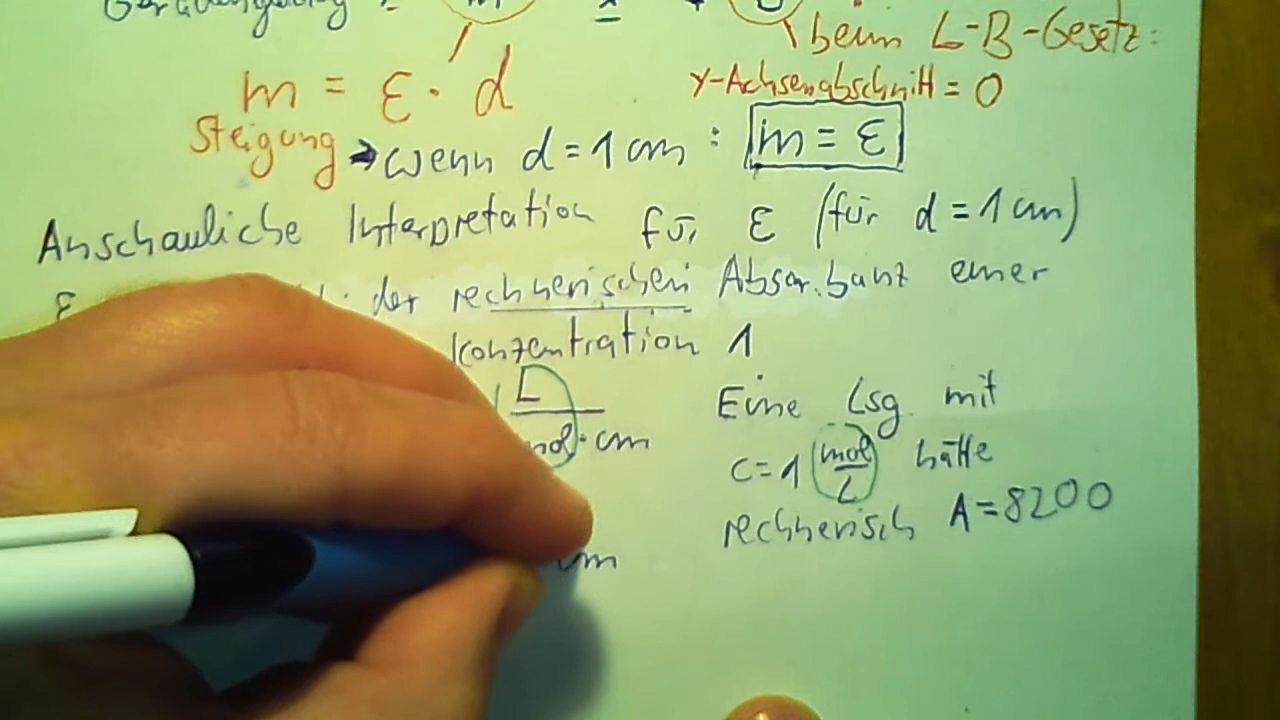 beim L-B-Gesetz:
m = ε · d
y-Achsenabschnitt = 0
Steigung → wenn d = 1 cm : m = ε
Anschauliche Interpretation für ε (für d = 1 cm)
ε der rechnerischen Absorbanz einer
Konzentration 1
L
mol · cm
Eine Lsg. mit
c = 1 mol/L hätte
rechnerisch A = 8200
cm